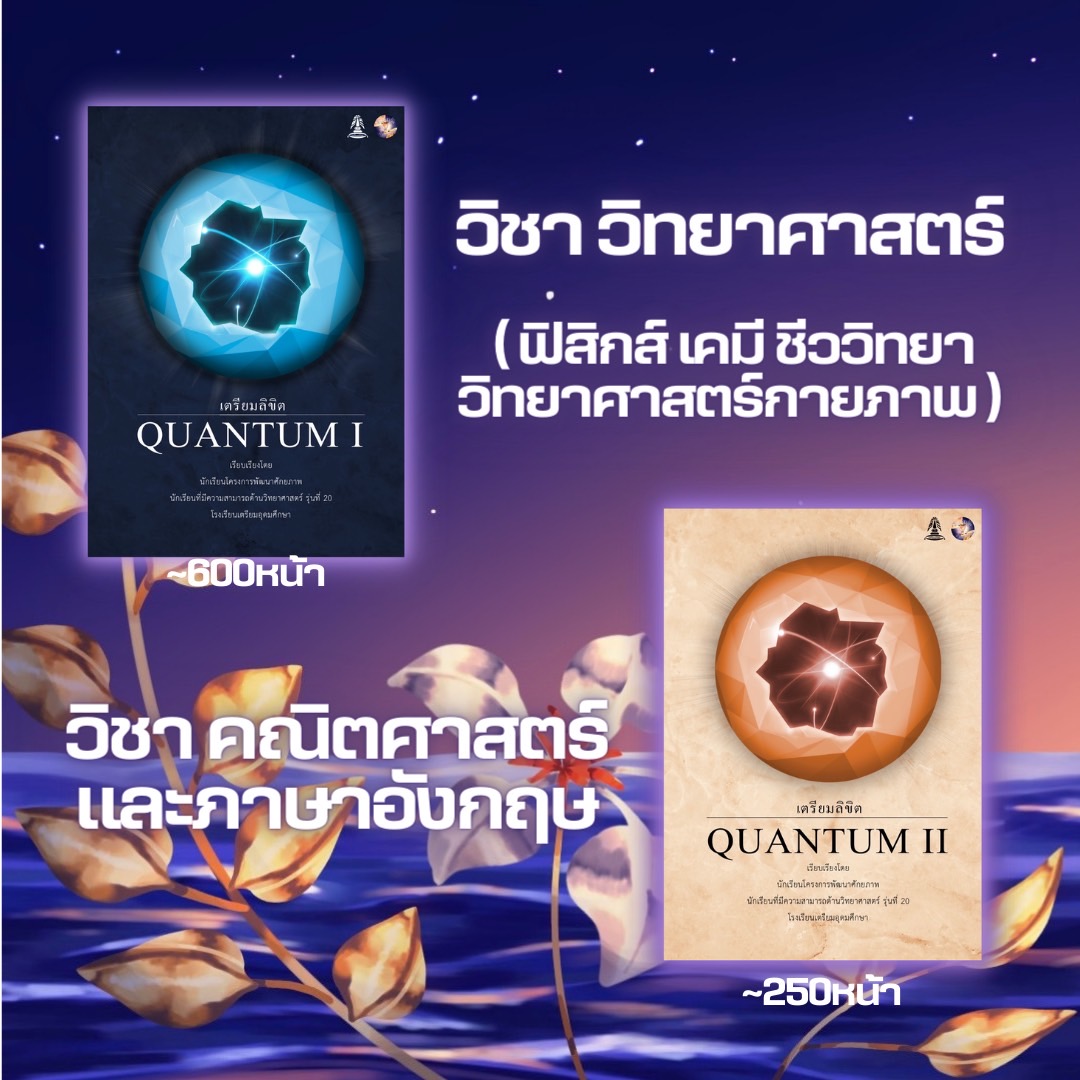 วิชา วิทยาศาสตร์
( ฟิสิกส์ เคมี ชีววิทยา
วิทยาศาสตร์กายภาพ )
เตรียมลิขิต
QUANTUM I
เรียบเรียงโดย
นักเรียนโครงการพัฒนาศักยภาพ
นักเรียนที่มีความสามารถด้านวิทยาศาสตร์ รุ่นที่ 20
โรงเรียนเตรียมอุดมศึกษา
~600หน้า
วิชา คณิตศาสตร์
และภาษาอังกฤษ
เตรียมลิขิต
QUANTUM II
เรียบเรียงโดย
นักเรียนโครงการพัฒนาศักยภาพ
นักเรียนที่มีความสามารถด้านวิทยาศาสตร์ รุ่นที่ 20
โรงเรียนเตรียมอุดมศึกษา
~250หน้า